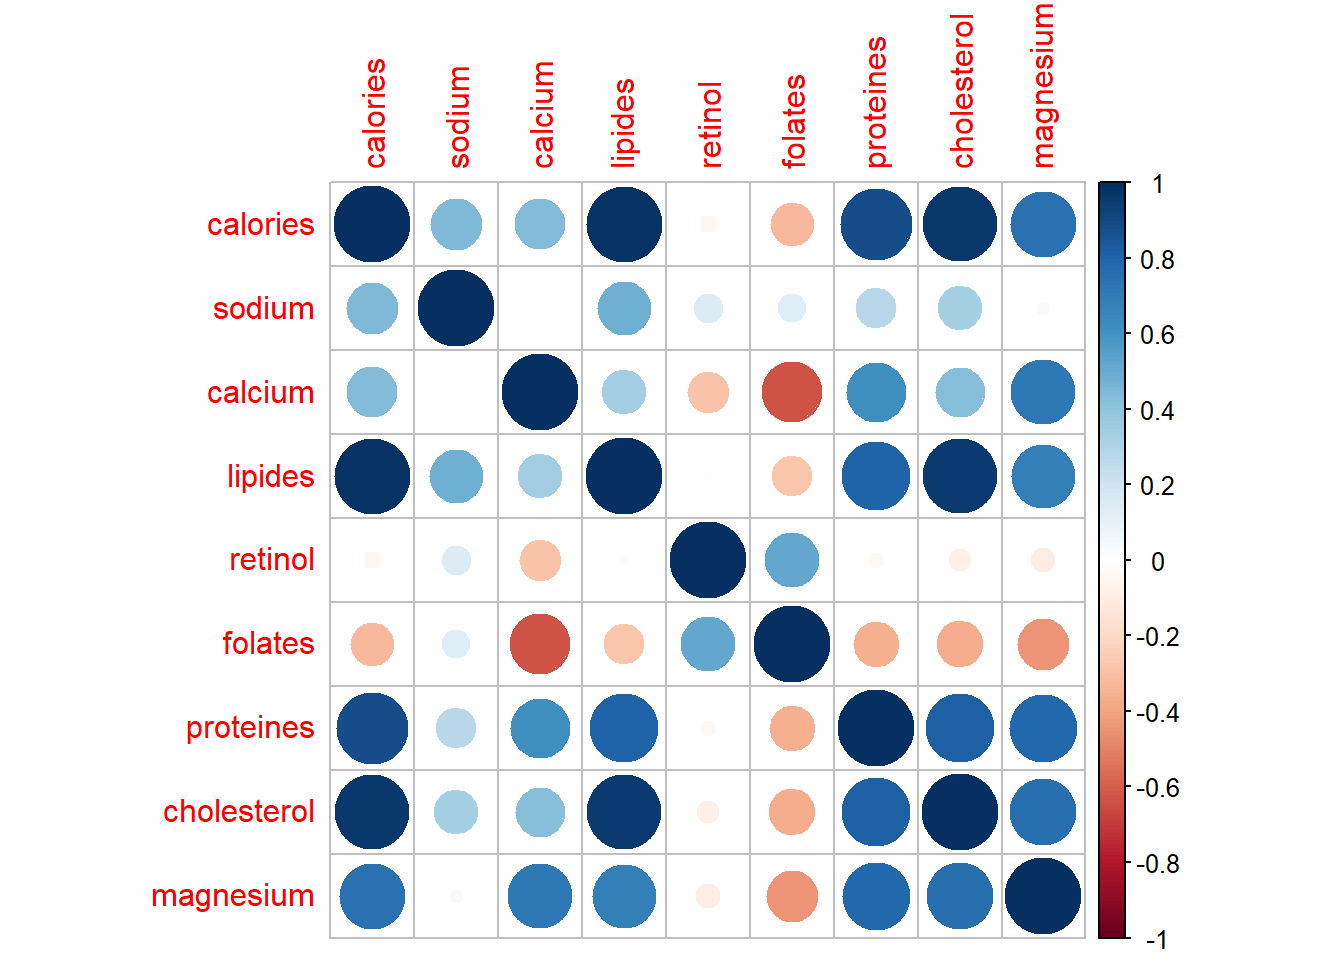 calories
sodium
calcium
lipides
retinol
folates
proteines
cholesterol
magnesium
calories
sodium
calcium
lipides
retinol
folates
proteines
cholesterol
magnesium
1
0.8
0.6
0.4
0.2
0
-0.2
-0.4
-0.6
-0.8
-1